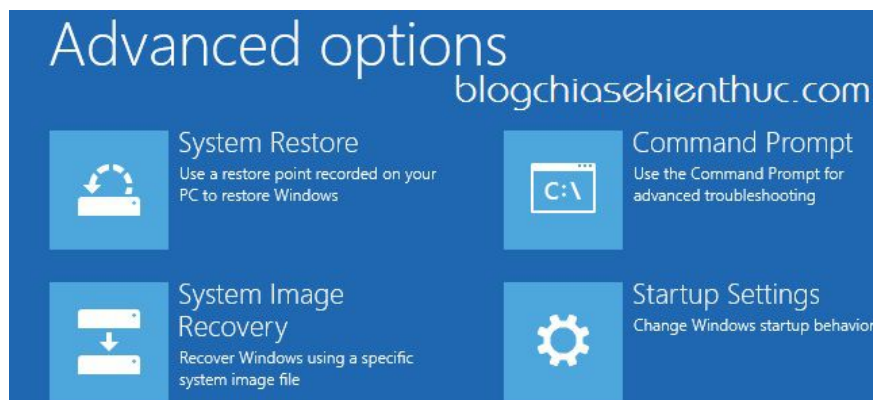 Advanced options
blogchiasekienthuc.com
System Restore
Use a restore point recorded on your
PC to restore Windows
Command Prompt
Use the Command Prompt for
advanced troubleshooting
C:\
System Image
Recovery
Recover Windows using a specific
system image file
Startup Settings
Change Windows startup behavior